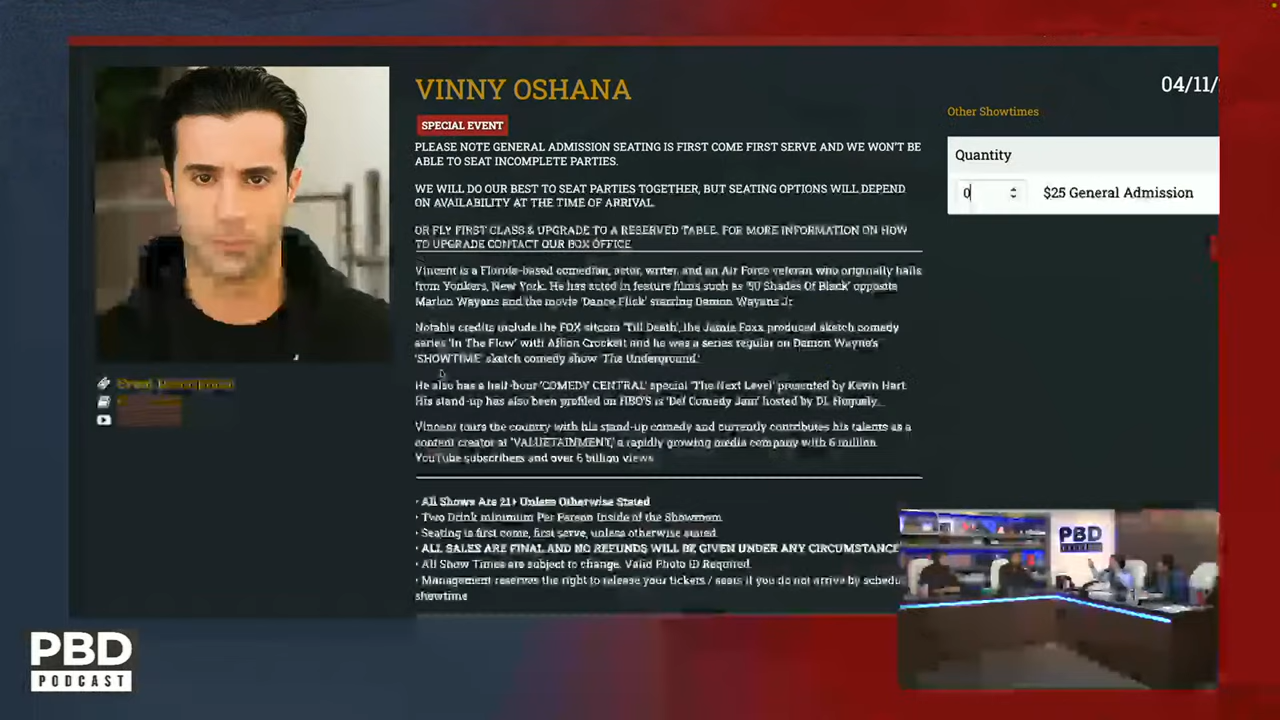 VINNY OSHANA
SPECIAL EVENT
PLEASE NOTE GENERAL ADMISSION SEATING IS FIRST COME FIRST SERVE AND WE WON'T BE
ABLE TO SEAT INCOMPLETE PARTIES.
WE WILL DO OUR BEST TO SEAT PARTIES TOGETHER, BUT SEATING OPTIONS WILL DEPEND
ON AVAILABILITY AT THE TIME OF ARRIVAL.
OR FLY FIRST CLASS & UPGRADE TO A RESERVED TABLE. FOR MORE INFORMATION ON HOW
TO UPGRADE CONTACT OUR BOX OFFICE
Vincent is a Florida-based comedian, actor, writer, and an Air Force veteran who originally hails
from Yonkers, New York. He has acted in feature films such as '50 Shades Of Black' opposite
Marlon Wayans and the movie 'Dance Flick' starring Damon Wayans Jr.
Notable credits include the FOX sitcom 'Till Death', the Jamie Foxx produced sketch comedy
series 'In The Flow' with Affion Crockett and he was a series regular on Damon Wayne's
'SHOWTIME' sketch comedy show 'The Underground.'
He also has a half-hour 'COMEDY CENTRAL' special 'The Next Level' presented by Kevin Hart.
His stand-up has also been profiled on HBO'S is 'Def Comedy Jam' hosted by DL Hughely.
Vincent tours the country with his stand-up comedy and currently contributes his talents as a
content creator at 'VALUETAINMENT,' a rapidly growing media company with 6 million
YouTube subscribers and over 6 billion views
• All Shows Are 21+ Unless Otherwise Stated
• Two Drink minimum Per Person Inside of the Showroom
• Seating is first come, first serve, unless otherwise stated
• ALL SALES ARE FINAL AND NO REFUNDS WILL BE GIVEN UNDER ANY CIRCUMSTANCE
• All Show Times are subject to change. Valid Photo ID Required.
• Management reserves the right to release your tickets / seats if you do not arrive by schedu
showtime
04/11/
Other Showtimes
Quantity
0 $25 General Admission
PBD
PBD
PODCAST